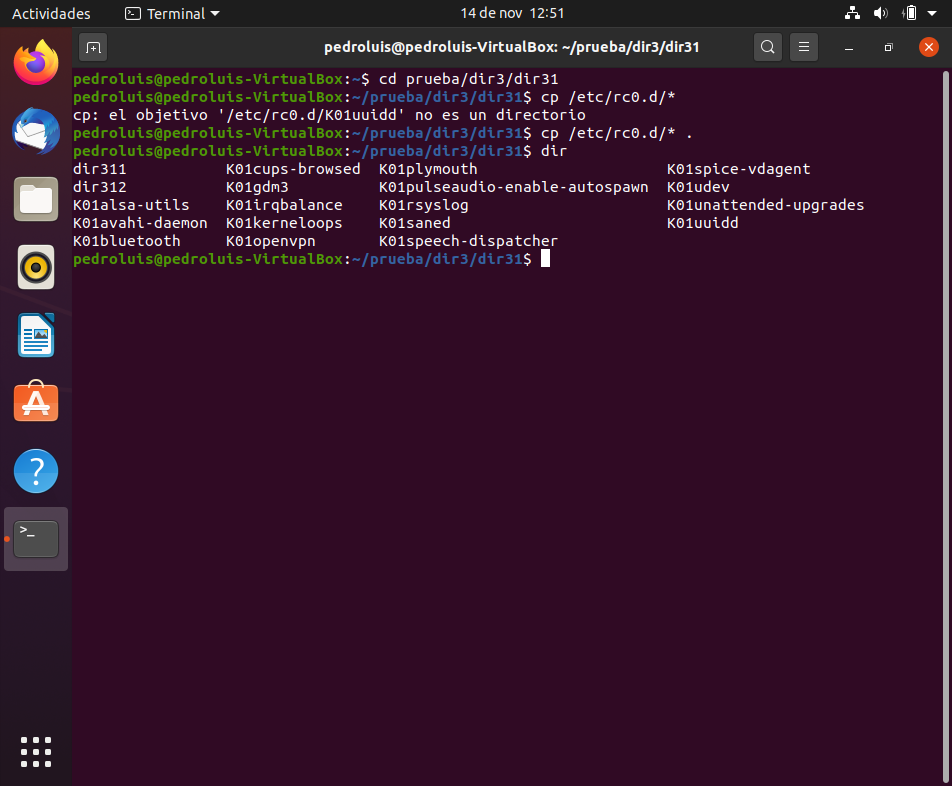 Actividades Terminal 14 de nov 12:51
pedroluis@pedroluis-VirtualBox: ~/prueba/dir3/dir31
pedroluis@pedroluis-VirtualBox:~$ cd prueba/dir3/dir31
pedroluis@pedroluis-VirtualBox:~/prueba/dir3/dir31$ cp /etc/rc0.d/*
cp: el objetivo '/etc/rc0.d/K01uuidd' no es un directorio
pedroluis@pedroluis-VirtualBox:~/prueba/dir3/dir31$ cp /etc/rc0.d/* .
pedroluis@pedroluis-VirtualBox:~/prueba/dir3/dir31$ dir
dir311 K01cups-browsed K01plymouth K01spice-vdagent
dir312 K01gdm3 K01pulseaudio-enable-autospawn K01udev
K01alsa-utils K01irqbalance K01rsyslog K01unattended-upgrades
K01avahi-daemon K01kerneloops K01saned K01uuidd
K01bluetooth K01openvpn K01speech-dispatcher
pedroluis@pedroluis-VirtualBox:~/prueba/dir3/dir31$